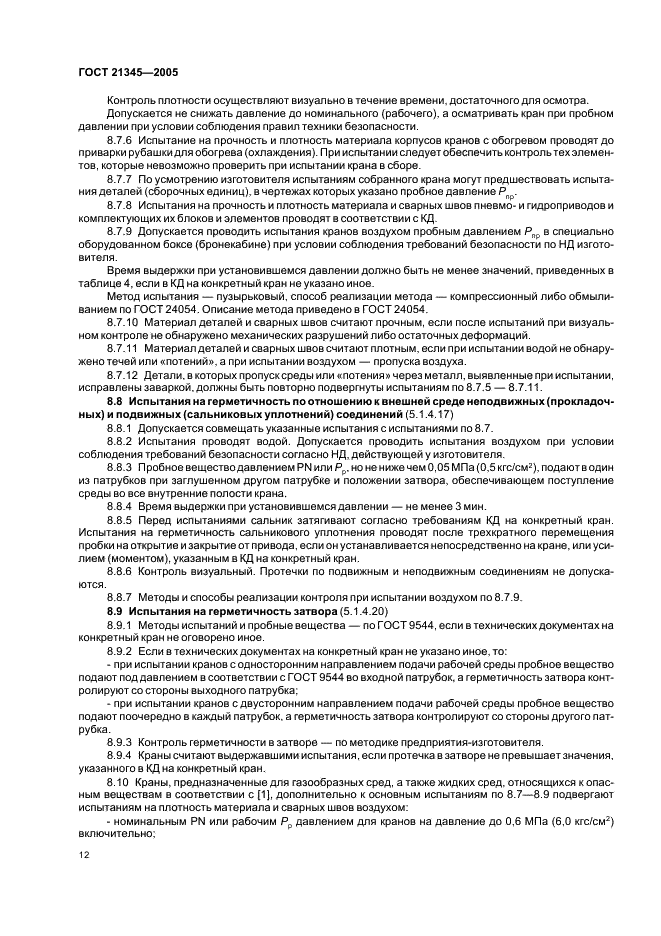 ГОСТ 21345—2005
Контроль плотности осуществляют визуально в течение времени, достаточного для осмотра.
Допускается не снижать давление до номинального (рабочего), а осматривать кран при пробном
давлении при условии соблюдения правил техники безопасности.
8.7.6 Испытание на прочность и плотность материала корпусов кранов с обогревом проводят до
приварки рубашки для обогрева (охлаждения). При испытании следует обеспечить контроль тех элемен-
тов, которые невозможно проверить при испытании крана в сборе.
8.7.7 По усмотрению изготовителя испытаниям собранного крана могут предшествовать испыта-
ния деталей (сборочных единиц), в чертежах которых указано пробное давление Pпр.
8.7.8 Испытания на прочность и плотность материала и сварных швов пневмо- и гидроприводов и
комплектующих их блоков и элементов проводят в соответствии с КД.
8.7.9 Допускается проводить испытания кранов воздухом пробным давлением Pпр в специально
оборудованном боксе (бронекабине) при условии соблюдения требований безопасности по НД изгото-
вителя.
Время выдержки при установившемся давлении должно быть не менее значений, приведенных в
таблице 4, если в КД на конкретный кран не указано иное.
Метод испытания — пузырьковый, способ реализации метода — компрессионный либо обмыли-
ванием по ГОСТ 24054. Описание метода приведено в ГОСТ 24054.
8.7.10 Материал деталей и сварных швов считают прочным, если после испытаний при визуаль-
ном контроле не обнаружено механических разрушений либо остаточных деформаций.
8.7.11 Материал деталей и сварных швов считают плотным, если при испытании водой не обнару-
жено течей или «потений», а при испытании воздухом — пропуска воздуха.
8.7.12 Детали, в которых пропуск среды или «потения» через металл, выявленные при испытании,
исправлены заваркой, должны быть повторно подвергнуты испытаниям по 8.7.5 — 8.7.11.
8.8 Испытания на герметичность по отношению к внешней среде неподвижных (прокладоч-
ных) и подвижных (сальниковых уплотнений) соединений (5.1.4.17)
8.8.1 Допускается совмещать указанные испытания с испытаниями по 8.7.
8.8.2 Испытания проводят водой. Допускается проводить испытания воздухом при условии
соблюдения требований безопасности согласно НД, действующей у изготовителя.
8.8.3 Пробное вещество давлением PN или Pр, но не ниже чем 0,05 МПа (0,5 кгс/см²), подают в один
из патрубков при заглушенном другом патрубке и положении затвора, обеспечивающем поступление
среды во все внутренние полости крана.
8.8.4 Время выдержки при установившемся давлении — не менее 3 мин.
8.8.5 Перед испытаниями сальник затягивают согласно требованиям КД на конкретный кран.
Испытания на герметичность сальникового уплотнения проводят после трехкратного перемещения
пробки на открытие и закрытие от привода, если он устанавливается непосредственно на кране, или уси-
лием (моментом), указанным в КД на конкретный кран.
8.8.6 Контроль визуальный. Протечки по подвижным и неподвижным соединениям не допуска-
ются.
8.8.7 Методы и способы реализации контроля при испытании воздухом по 8.7.9.
8.9 Испытания на герметичность затвора (5.1.4.20)
8.9.1 Методы испытаний и пробные вещества — по ГОСТ 9544, если в технических документах на
конкретный кран не оговорено иное.
8.9.2 Если в технических документах на конкретный кран не указано иное, то:
- при испытании кранов с односторонним направлением подачи рабочей среды пробное вещество
подают под давлением в соответствии с ГОСТ 9544 во входной патрубок, а герметичность затвора конт-
ролируют со стороны выходного патрубка;
- при испытании кранов с двусторонним направлением подачи рабочей среды пробное вещество
подают поочередно в каждый патрубок, а герметичность затвора контролируют со стороны другого пат-
рубка.
8.9.3 Контроль герметичности в затворе — по методике предприятия-изготовителя.
8.9.4 Краны считают выдержавшими испытания, если протечка в затворе не превышает значения,
указанного в КД на конкретный кран.
8.10 Краны, предназначенные для газообразных сред, а также жидких сред, относящихся к опас-
ным веществам в соответствии с [1], дополнительно к основным испытаниям по 8.7—8.9 подвергают
испытаниям на плотность материала и сварных швов воздухом:
- номинальным PN или рабочим Pр давлением для кранов на давление до 0,6 МПа (6,0 кгс/см²)
включительно;
12